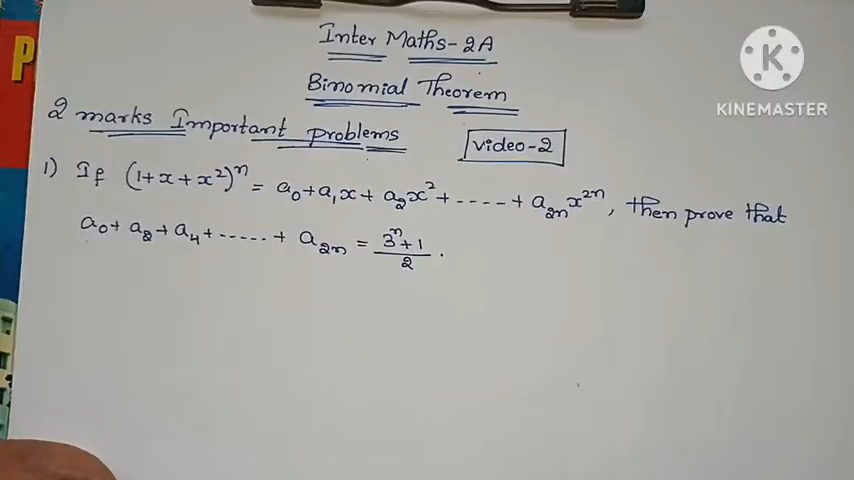 Inter Maths-2A
Binomial Theorem
2 marks Important problems
video-2
1) If (1+x+x²)ⁿ = a₀+a₁x+a₂x²+-----+a₂ₙx²ⁿ, then prove that
a₀+a₂+a₄+.....+a₂ₙ = (3ⁿ+1)/2.
P
K
KINEMASTER